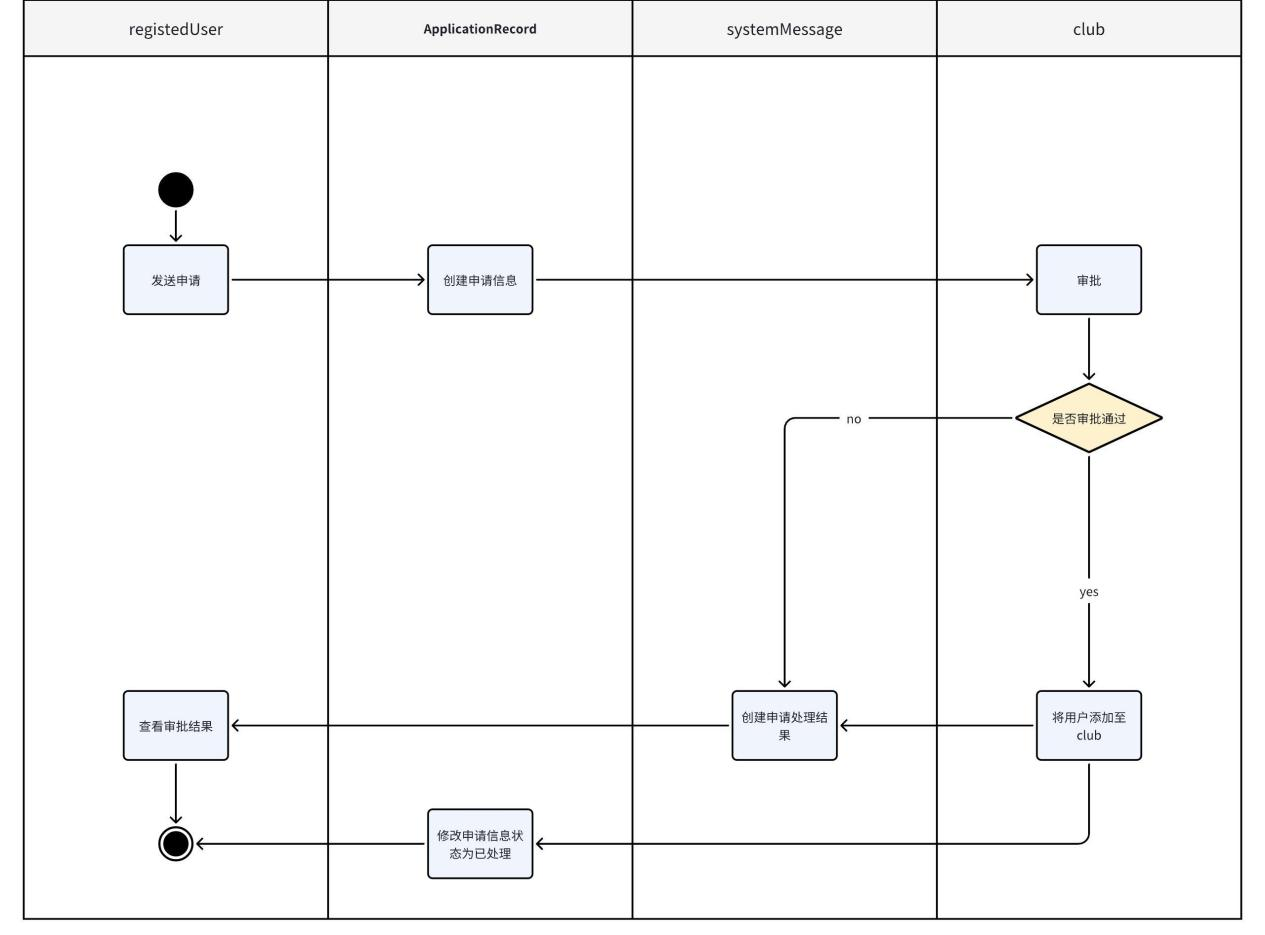 registedUser
ApplicationRecord
systemMessage
club
发送申请
创建申请信息
审批
是否审批通过
no
yes
查看审批结果
创建申请处理结
果
将用户添加至
club
修改申请信息状
态为已处理